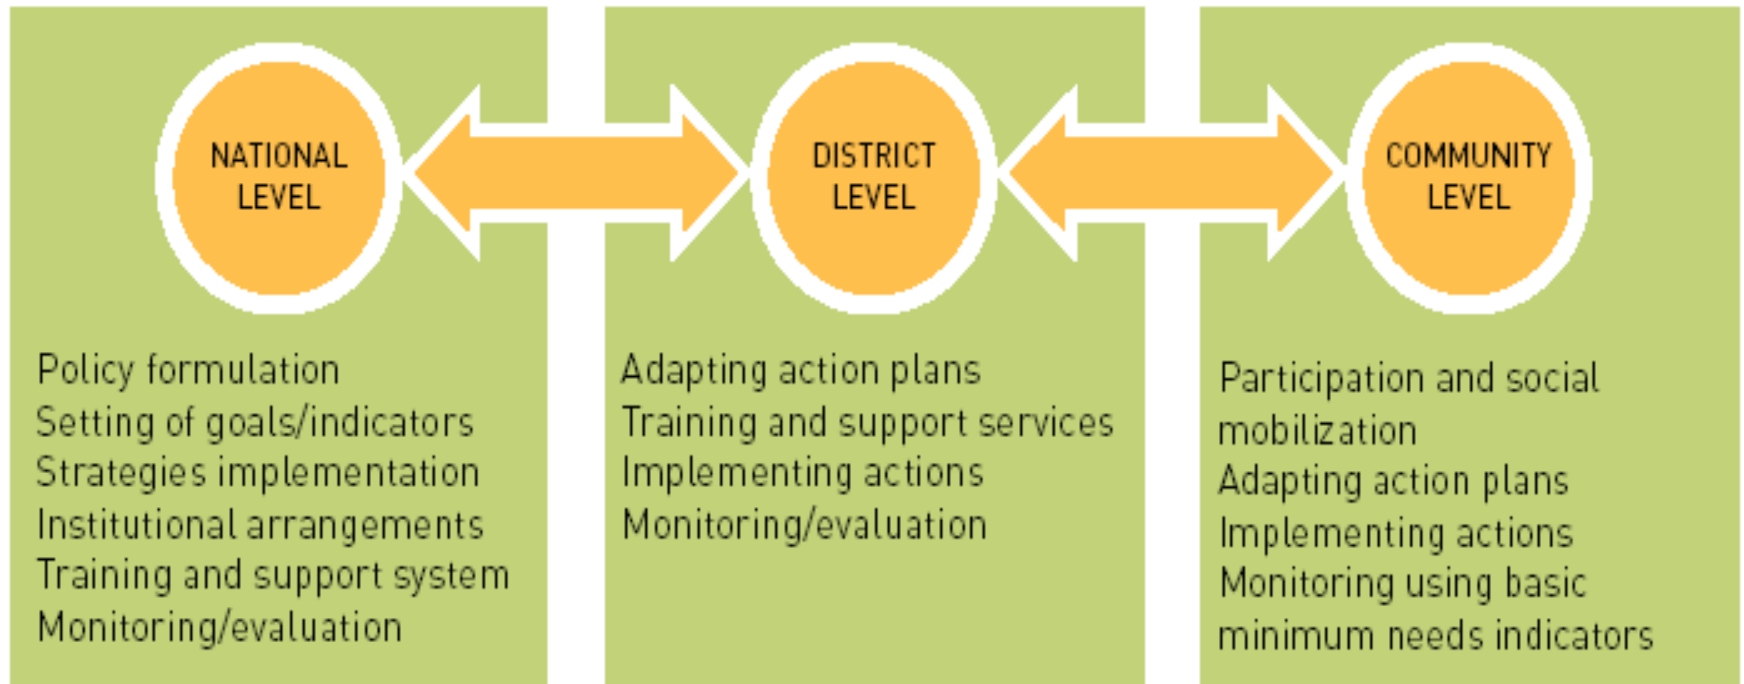 NATIONAL
LEVEL
Policy formulation
Setting of goals/indicators
Strategies implementation
Institutional arrangements
Training and support system
Monitoring/evaluation
DISTRICT
LEVEL
Adapting action plans
Training and support services
Implementing actions
Monitoring/evaluation
COMMUNITY
LEVEL
Participation and social
mobilization
Adapting action plans
Implementing actions
Monitoring using basic
minimum needs indicators